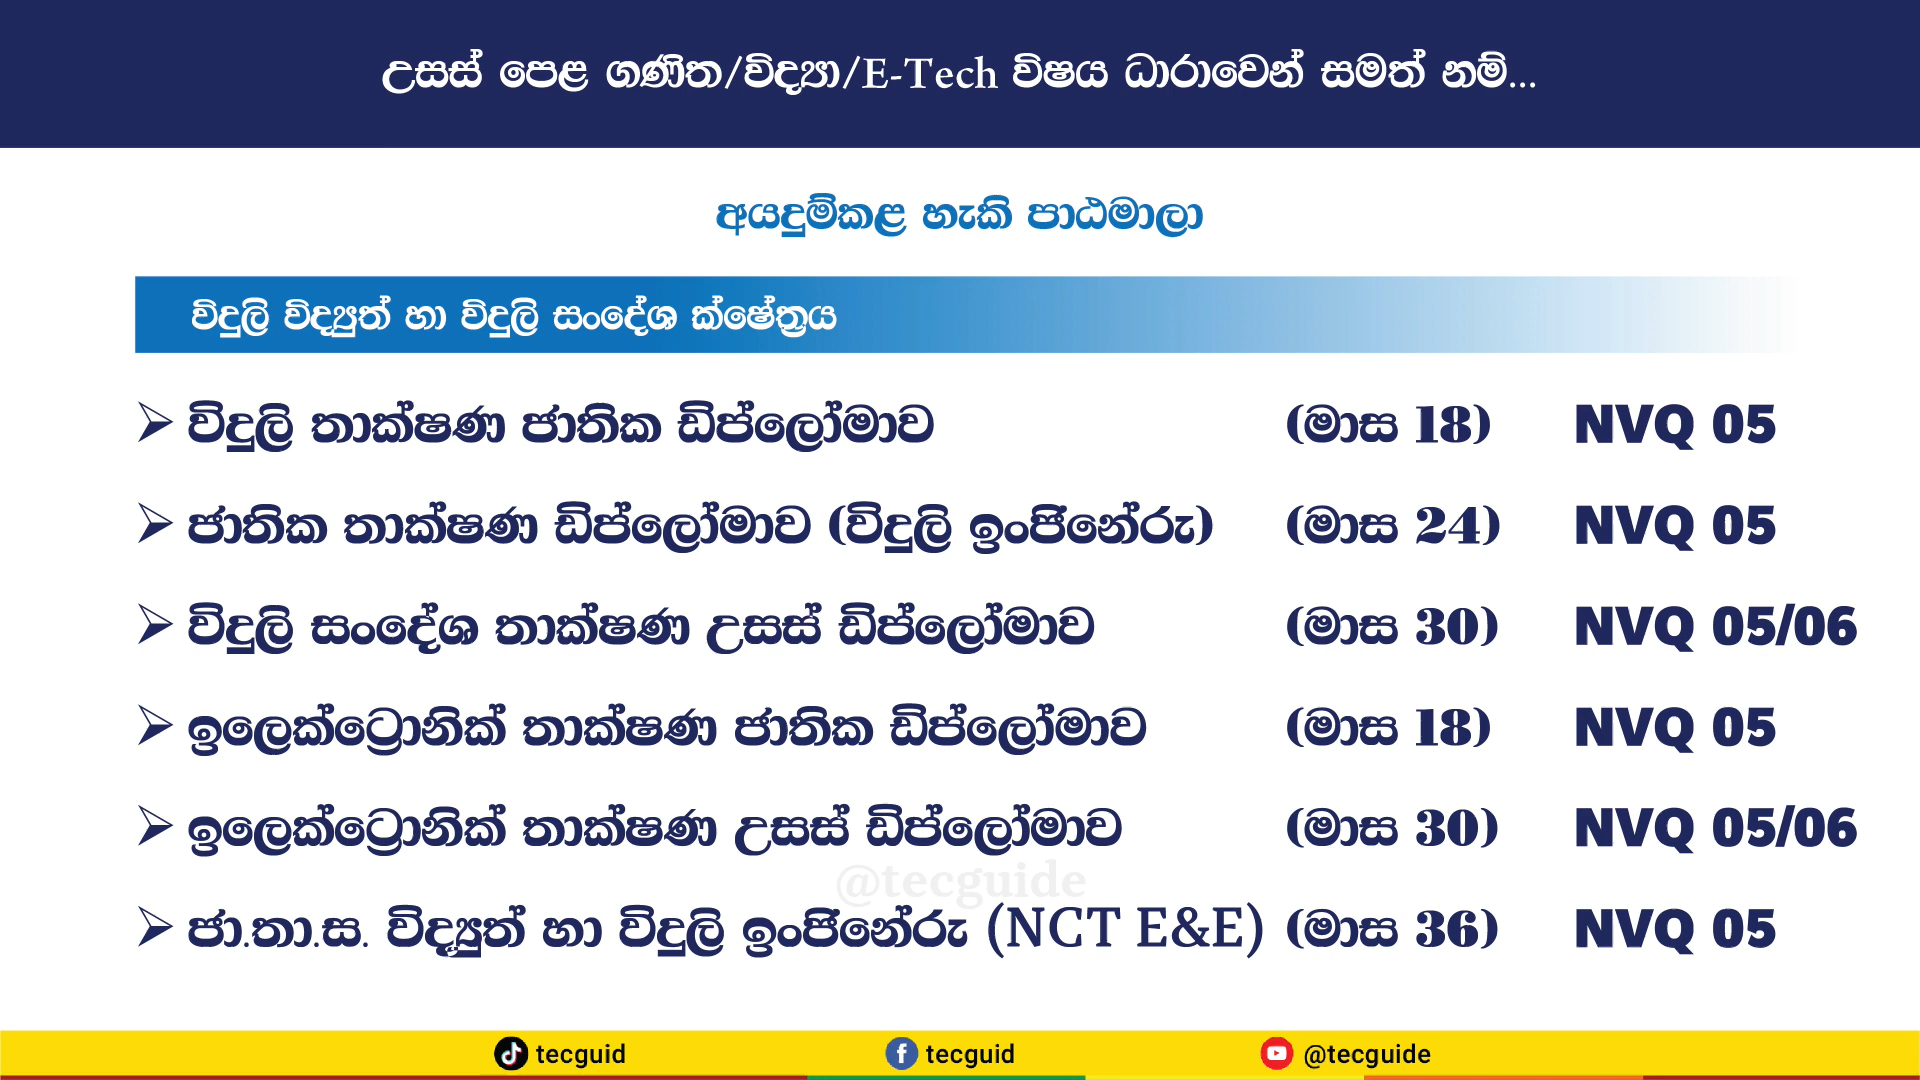 උසස් පෙළ ගණිත/විද්‍යා/E-Tech විෂය ධාරාවෙන් සමත් නම්...
අයදුම්කළ හැකි පාඨමාලා
විදුලි විද්‍යුත් හා විදුලි සංදේශ ක්ෂේත්‍රය
➢ විදුලි තාක්ෂණ ජාතික ඩිප්ලෝමාව (මාස 18) NVQ 05
➢ ජාතික තාක්ෂණ ඩිප්ලෝමාව (විදුලි ඉංජිනේරු) (මාස 24) NVQ 05
➢ විදුලි සංදේශ තාක්ෂණ උසස් ඩිප්ලෝමාව (මාස 30) NVQ 05/06
➢ ඉලෙක්ට්‍රොනික් තාක්ෂණ ජාතික ඩිප්ලෝමාව (මාස 18) NVQ 05
➢ ඉලෙක්ට්‍රොනික් තාක්ෂණ උසස් ඩිප්ලෝමාව (මාස 30) NVQ 05/06
@tecguide
➢ ජා.තා.ස. විද්‍යුත් හා විදුලි ඉංජිනේරු (NCT E&E) (මාස 36) NVQ 05
tecguid tecguid @tecguide